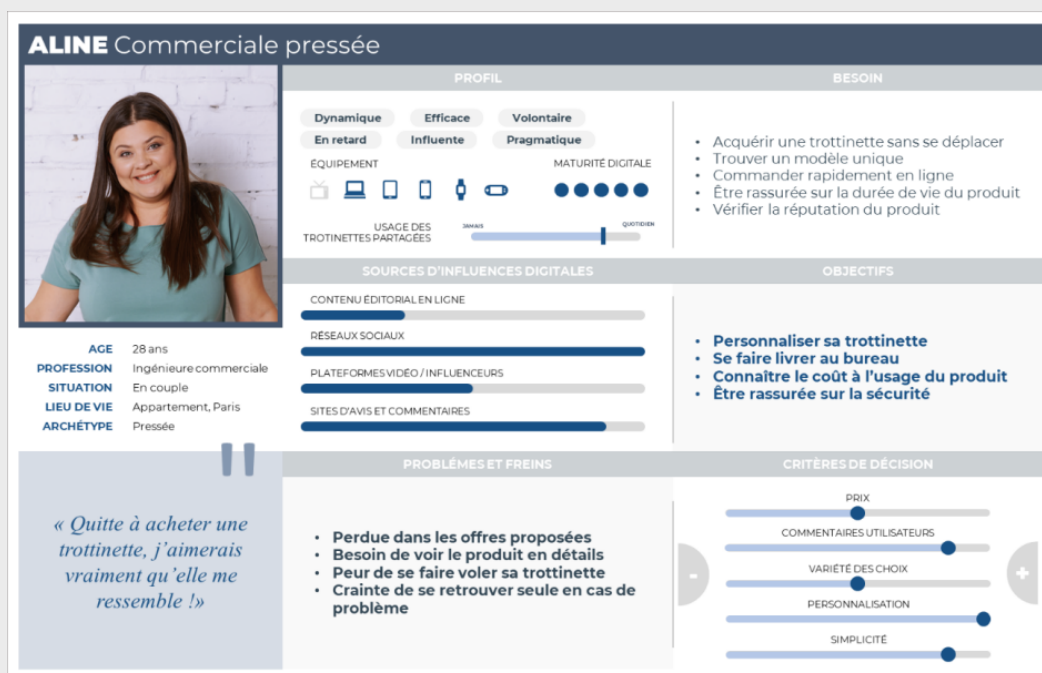 ALINE Commerciale pressée
PROFIL
Dynamique Efficace Volontaire
En retard Influente Pragmatique
ÉQUIPEMENT
MATURITÉ DIGITALE
USAGE DES
TROTINETTES PARTAGÉES
JAMAIS
QUOTIDIEN
BESOIN
• Acquérir une trottinette sans se déplacer
• Trouver un modèle unique
• Commander rapidement en ligne
• Être rassurée sur la durée de vie du produit
• Vérifier la réputation du produit
AGE 28 ans
PROFESSION Ingénieure commerciale
SITUATION En couple
LIEU DE VIE Appartement, Paris
ARCHÉTYPE Pressée
SOURCES D'INFLUENCES DIGITALES
CONTENU ÉDITORIAL EN LIGNE
RÉSEAUX SOCIAUX
PLATEFORMES VIDÉO / INFLUENCEURS
SITES D'AVIS ET COMMENTAIRES
OBJECTIFS
• Personnaliser sa trottinette
• Se faire livrer au bureau
• Connaître le coût à l'usage du produit
• Être rassurée sur la sécurité
"
« Quitte à acheter une
trottinette, j'aimerais
vraiment qu'elle me
ressemble !»
PROBLÉMES ET FREINS
• Perdue dans les offres proposées
• Besoin de voir le produit en détails
• Peur de se faire voler sa trottinette
• Crainte de se retrouver seule en cas de
problème
CRITÈRES DE DÉCISION
PRIX
COMMENTAIRES UTILISATEURS
VARIÉTÉ DES CHOIX
PERSONNALISATION
SIMPLICITÉ
-
+